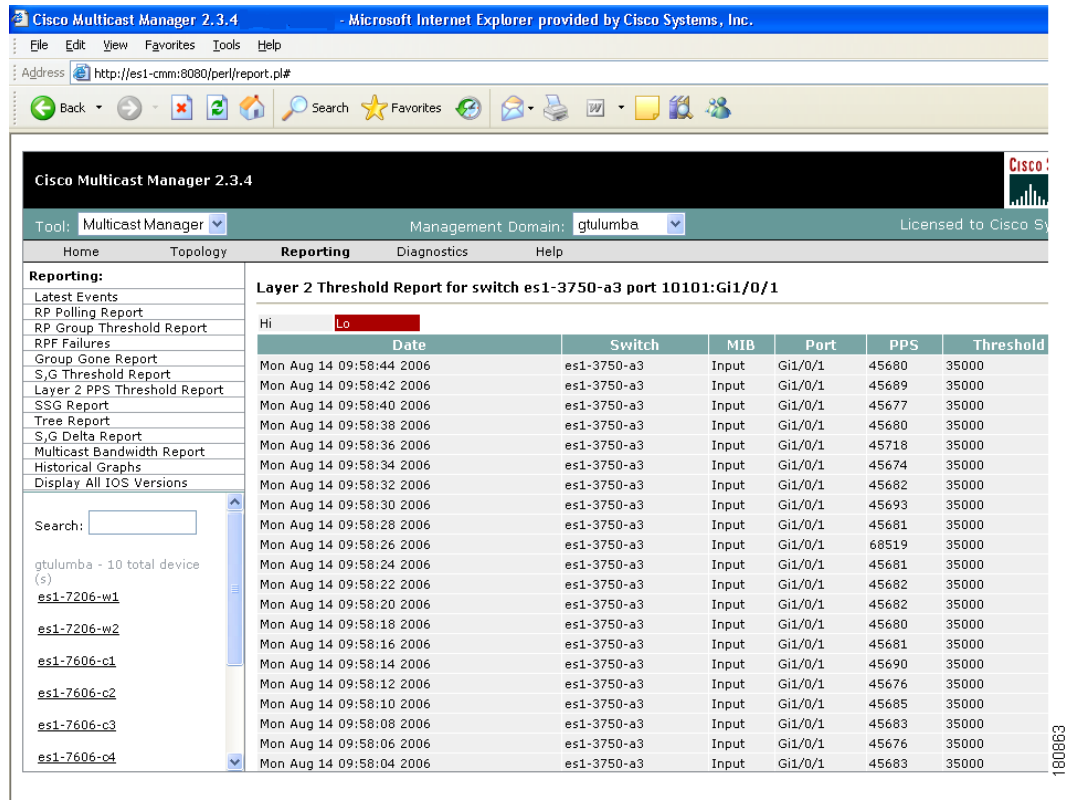 Cisco Multicast Manager 2.3.4 - Microsoft Internet Explorer provided by Cisco Systems, Inc.
File Edit View Favorites Tools Help
Address http://es1-cmm:8080/perl/report.pl#
Back Search Favorites
Cisco Multicast Manager 2.3.4
CISCO S
Tool: Multicast Manager Management Domain: gtulumba Licensed to Cisco Sy
Home Topology Reporting Diagnostics Help
Reporting:
Latest Events
RP Polling Report
RP Group Threshold Report
RPF Failures
Group Gone Report
S,G Threshold Report
Layer 2 PPS Threshold Report
SSG Report
Tree Report
S,G Delta Report
Multicast Bandwidth Report
Historical Graphs
Display All IOS Versions
Search:
gtulumba - 10 total device
(s)
es1-7206-w1
es1-7206-w2
es1-7606-c1
es1-7606-c2
es1-7606-c3
es1-7606-c4
Layer 2 Threshold Report for switch es1-3750-a3 port 10101:Gi1/0/1
Hi Lo
Date Switch MIB Port PPS Threshold
Mon Aug 14 09:58:44 2006 es1-3750-a3 Input Gi1/0/1 45680 35000
Mon Aug 14 09:58:42 2006 es1-3750-a3 Input Gi1/0/1 45689 35000
Mon Aug 14 09:58:40 2006 es1-3750-a3 Input Gi1/0/1 45677 35000
Mon Aug 14 09:58:38 2006 es1-3750-a3 Input Gi1/0/1 45680 35000
Mon Aug 14 09:58:36 2006 es1-3750-a3 Input Gi1/0/1 45718 35000
Mon Aug 14 09:58:34 2006 es1-3750-a3 Input Gi1/0/1 45674 35000
Mon Aug 14 09:58:32 2006 es1-3750-a3 Input Gi1/0/1 45682 35000
Mon Aug 14 09:58:30 2006 es1-3750-a3 Input Gi1/0/1 45693 35000
Mon Aug 14 09:58:28 2006 es1-3750-a3 Input Gi1/0/1 45681 35000
Mon Aug 14 09:58:26 2006 es1-3750-a3 Input Gi1/0/1 68519 35000
Mon Aug 14 09:58:24 2006 es1-3750-a3 Input Gi1/0/1 45681 35000
Mon Aug 14 09:58:22 2006 es1-3750-a3 Input Gi1/0/1 45682 35000
Mon Aug 14 09:58:20 2006 es1-3750-a3 Input Gi1/0/1 45682 35000
Mon Aug 14 09:58:18 2006 es1-3750-a3 Input Gi1/0/1 45680 35000
Mon Aug 14 09:58:16 2006 es1-3750-a3 Input Gi1/0/1 45681 35000
Mon Aug 14 09:58:14 2006 es1-3750-a3 Input Gi1/0/1 45690 35000
Mon Aug 14 09:58:12 2006 es1-3750-a3 Input Gi1/0/1 45676 35000
Mon Aug 14 09:58:10 2006 es1-3750-a3 Input Gi1/0/1 45685 35000
Mon Aug 14 09:58:08 2006 es1-3750-a3 Input Gi1/0/1 45683 35000
Mon Aug 14 09:58:06 2006 es1-3750-a3 Input Gi1/0/1 45676 35000
Mon Aug 14 09:58:04 2006 es1-3750-a3 Input Gi1/0/1 45683 35000
180863